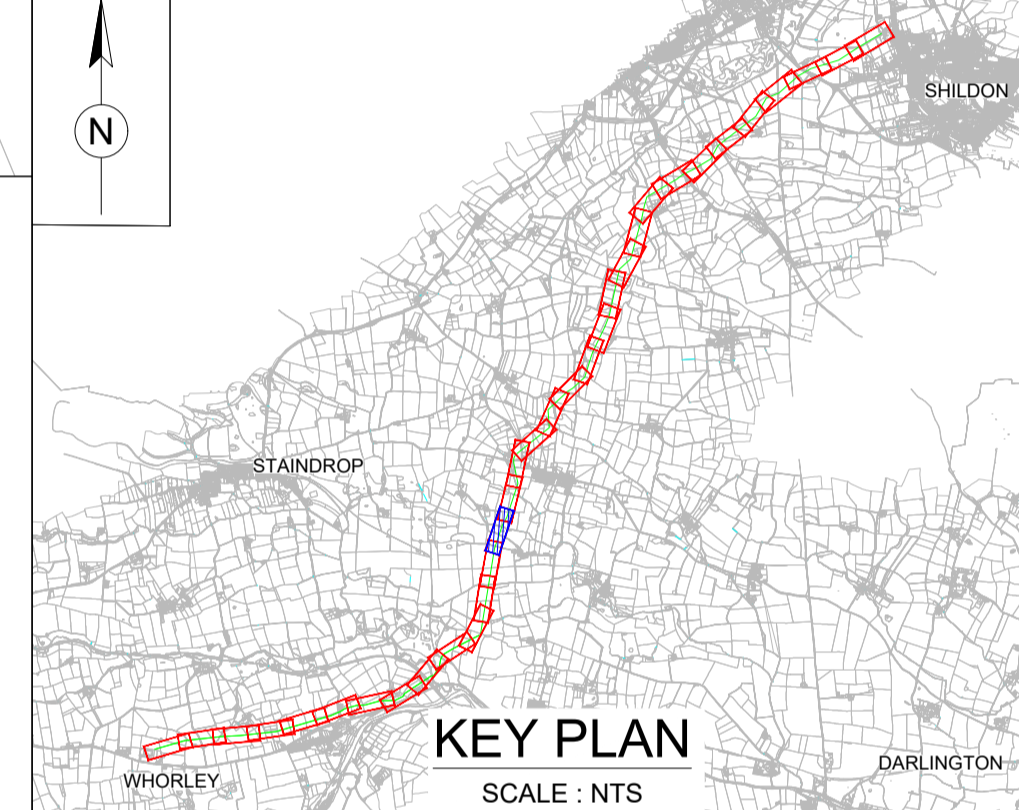 N
SHILDON
STAINDROP
KEY PLAN
SCALE : NTS
WHORLEY
DARLINGTON